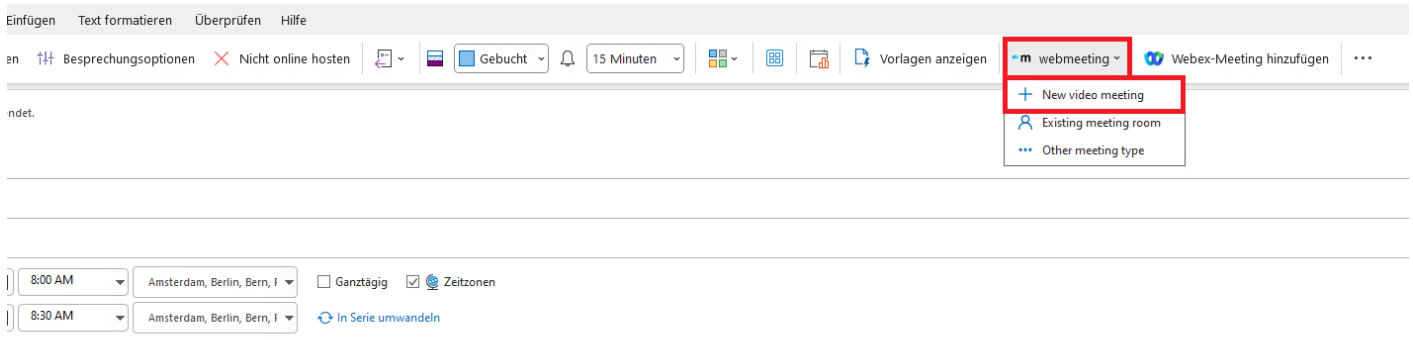 Einfügen Text formatieren Überprüfen Hilfe
en Besprechungsoptionen Nicht online hosten Gebucht 15 Minuten Vorlagen anzeigen m webmeeting Webex-Meeting hinzufügen ...
New video meeting
ndet.
Existing meeting room
Other meeting type
8:00 AM Amsterdam, Berlin, Bern, Ganztägig Zeitzonen
8:30 AM Amsterdam, Berlin, Bern, In Serie umwandeln